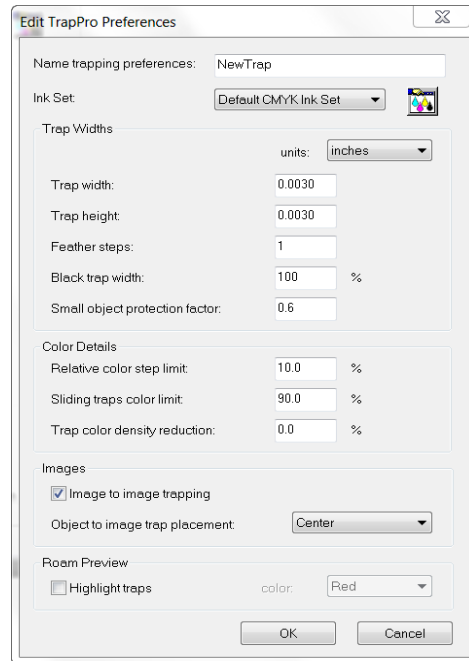 Edit TrapPro Preferences
Name trapping preferences: NewTrap
Ink Set: Default CMYK Ink Set
Trap Widths
units: inches
Trap width: 0.0030
Trap height: 0.0030
Feather steps: 1
Black trap width: 100 %
Small object protection factor: 0.6
Color Details
Relative color step limit: 10.0 %
Sliding traps color limit: 90.0 %
Trap color density reduction: 0.0 %
Images
Image to image trapping
Object to image trap placement: Center
Roam Preview
Highlight traps color: Red
OK Cancel